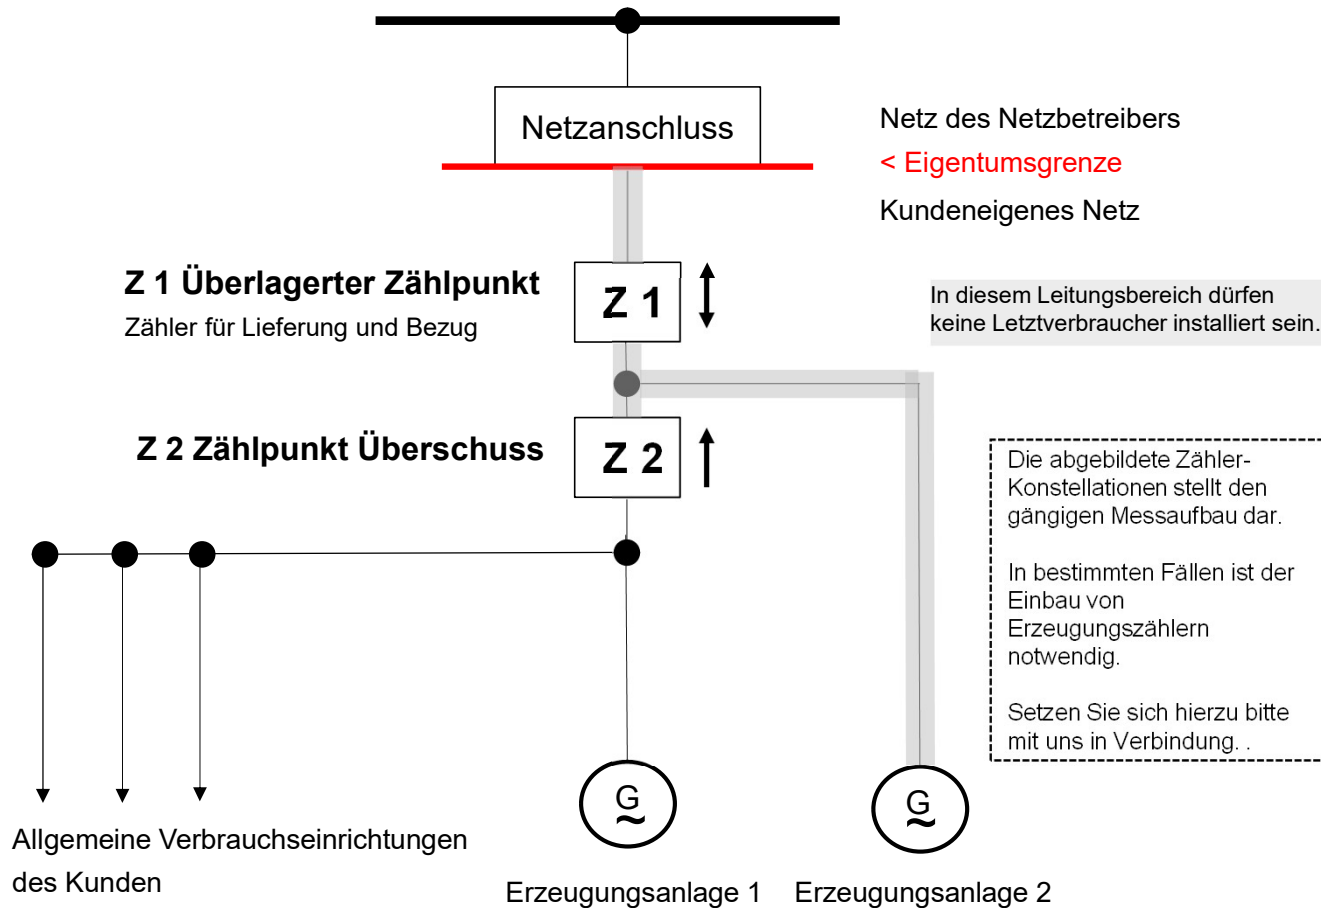 Netzanschluss
Netz des Netzbetreibers
< Eigentumsgrenze
Kundeneigenes Netz
Z 1 Überlagerter Zählpunkt
Zähler für Lieferung und Bezug
Z 1
In diesem Leitungsbereich dürfen
keine Letztverbraucher installiert sein.
Z 2 Zählpunkt Überschuss
Z 2
Die abgebildete Zähler-
Konstellationen stellt den
gängigen Messaufbau dar.
In bestimmten Fällen ist der
Einbau von
Erzeugungszählern
notwendig.
Setzen Sie sich hierzu bitte
mit uns in Verbindung. .
G
~
G
~
Allgemeine Verbrauchseinrichtungen
des Kunden
Erzeugungsanlage 1
Erzeugungsanlage 2